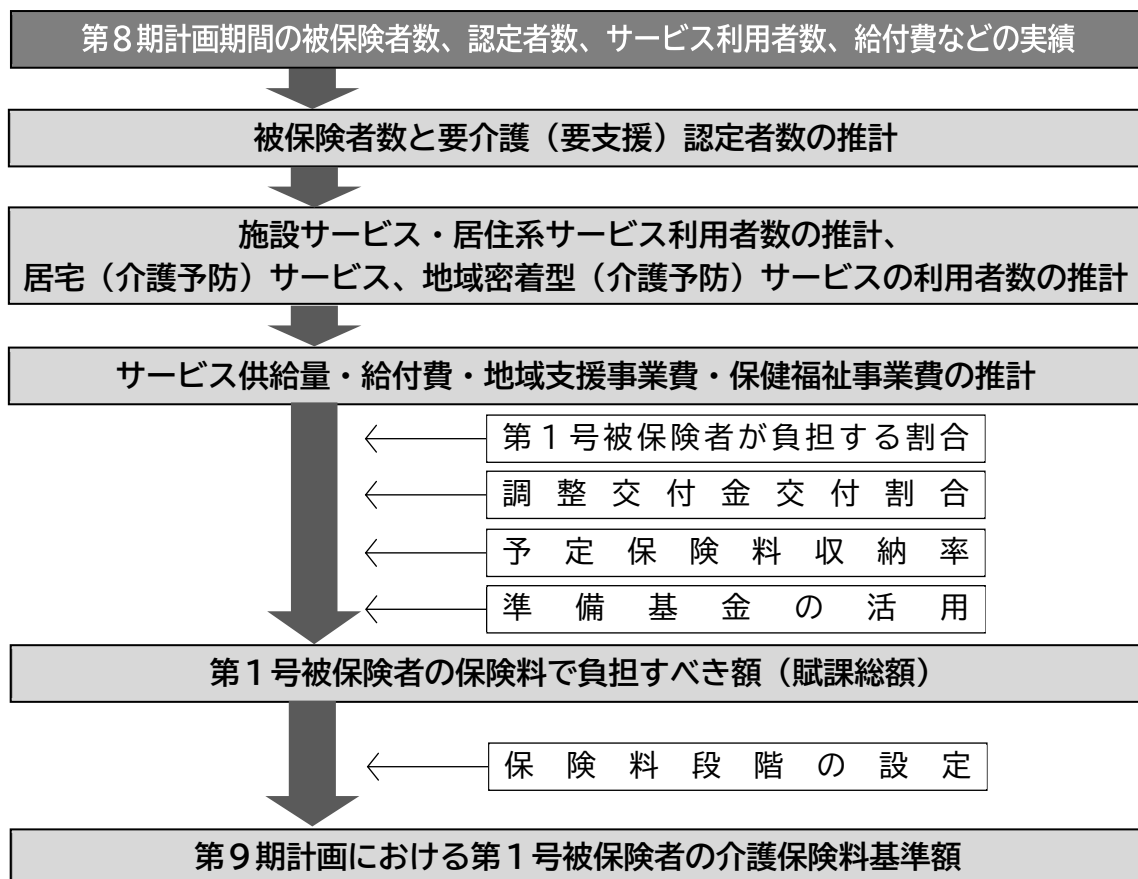 第８期計画期間の被保険者数、認定者数、サービス利用者数、給付費などの実績
被保険者数と要介護（要支援）認定者数の推計
施設サービス・居住系サービス利用者数の推計、
居宅（介護予防）サービス、地域密着型（介護予防）サービスの利用者数の推計
サービス供給量・給付費・地域支援事業費・保健福祉事業費の推計
第１号被保険者が負担する割合
調整交付金交付割合
予定保険料収納率
準備基金の活用
第１号被保険者の保険料で負担すべき額（賦課総額）
保険料段階の設定
第９期計画における第１号被保険者の介護保険料基準額